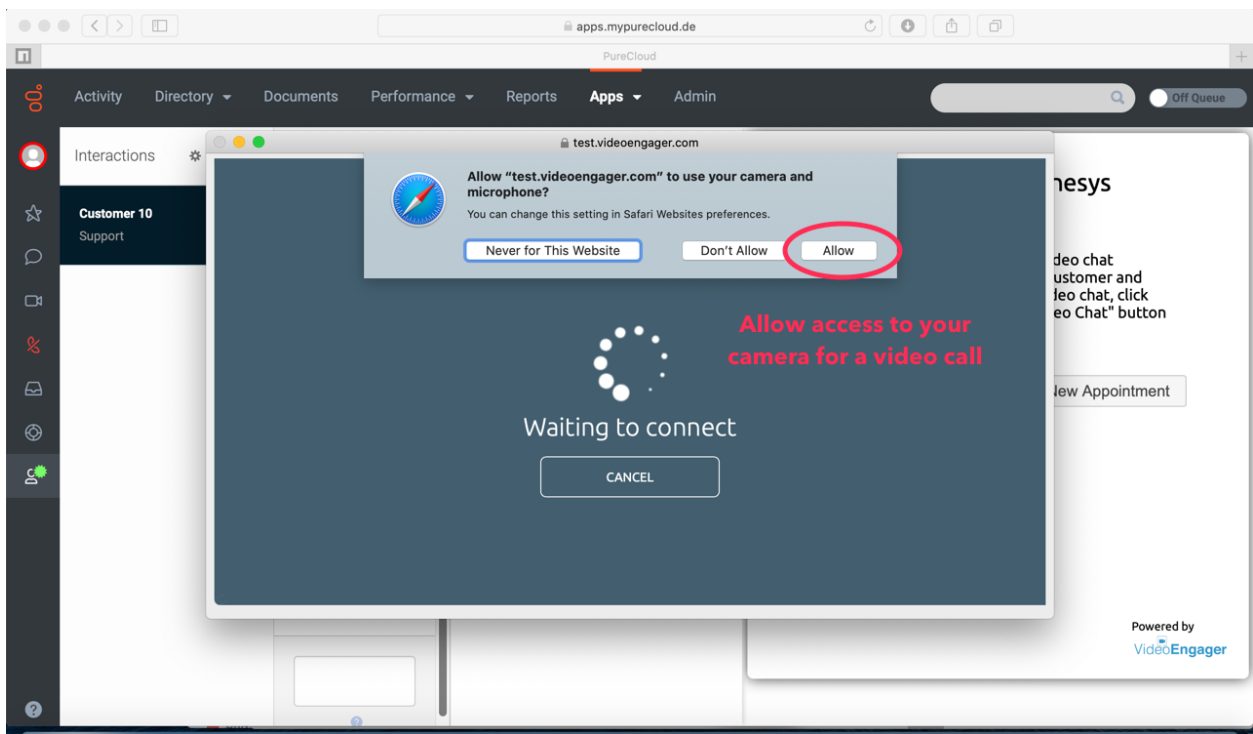 apps.mypurecloud.de
PureCloud
Activity Directory Documents Performance Reports Apps Admin
Off Queue
Interactions
Customer 10
Support
test.videoengager.com
Allow “test.videoengager.com” to use your camera and
microphone?
You can change this setting in Safari Websites preferences.
Never for This Website Don't Allow Allow
Allow access to your
camera for a video call
Waiting to connect
CANCEL
nesys
deo chat
ustomer and
deo chat, click
eo Chat" button
New Appointment
Powered by
VideoEngager